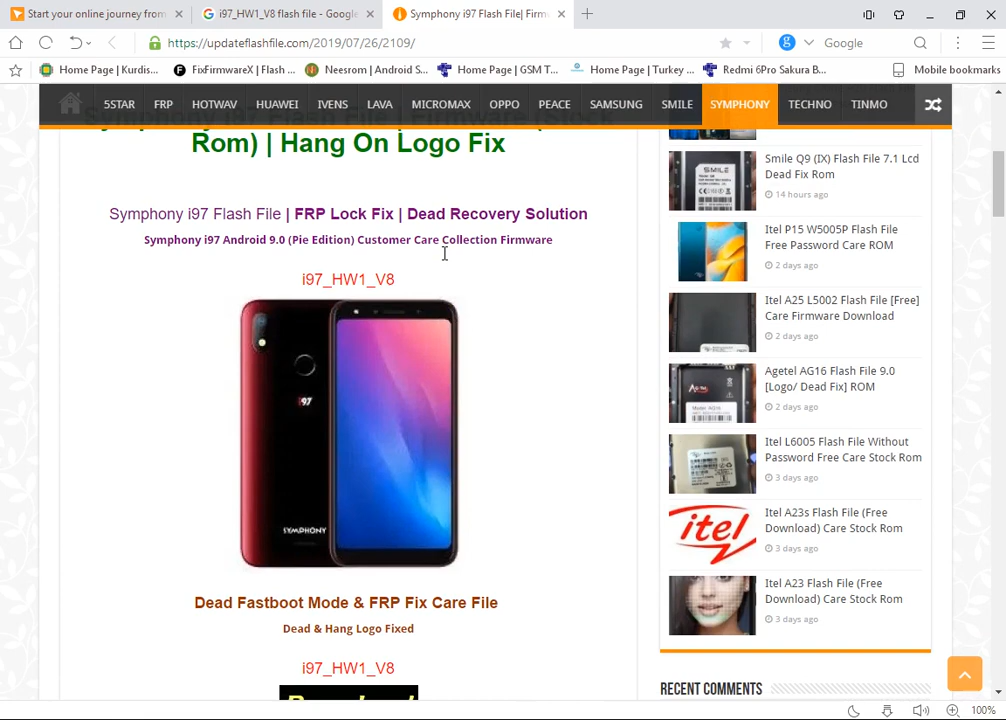 Start your online journey from
i97_HW1_V8 flash file - Google
Symphony i97 Flash File| Firm
https://updateflashfile.com/2019/07/26/2109/
Google
Home Page | Kurdis...
FixFirmwareX | Flash ...
Neesrom | Android S...
Home Page | GSM T...
Home Page | Turkey ...
Redmi 6Pro Sakura B...
Mobile bookmarks
5STAR
FRP
HOTWAV
HUAWEI
IVENS
LAVA
MICROMAX
OPPO
PEACE
SAMSUNG
SMILE
SYMPHONY
TECHNO
TINMO
Rom) | Hang On Logo Fix
Symphony i97 Flash File | FRP Lock Fix | Dead Recovery Solution
Symphony i97 Android 9.0 (Pie Edition) Customer Care Collection Firmware
i97_HW1_V8
i97
SYMPHONY
Dead Fastboot Mode & FRP Fix Care File
Dead & Hang Logo Fixed
i97_HW1_V8
Download
SMILE
Smile Q9 (IX) Flash File 7.1 Lcd
Dead Fix Rom
14 hours ago
Itel P15 W5005P Flash File
Free Password Care ROM
2 days ago
Itel A25 L5002 Flash File [Free]
Care Firmware Download
2 days ago
Agetel AG16 Flash File 9.0
[Logo/ Dead Fix] ROM
2 days ago
Itel L6005 Flash File Without
Password Free Care Stock Rom
3 days ago
itel
Itel A23s Flash File (Free
Download) Care Stock Rom
3 days ago
Itel A23 Flash File (Free
Download) Care Stock Rom
3 days ago
RECENT COMMENTS
100%